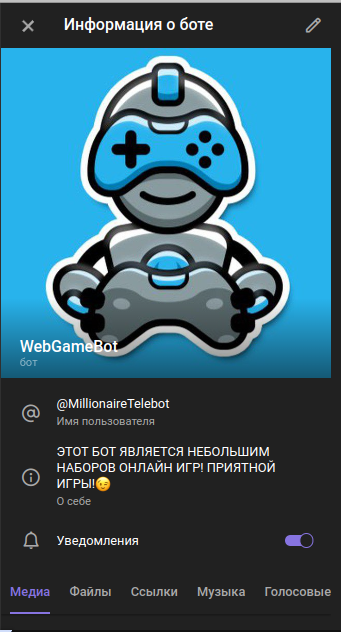 Информация о боте
WebGameBot
бот
@MillionaireTelebot
Имя пользователя
ЭТОТ БОТ ЯВЛЯЕТСЯ НЕБОЛЬШИМ
НАБОРОВ ОНЛАЙН ИГР! ПРИЯТНОЙ
ИГРЫ!😉
О себе
Уведомления
Медиа Файлы Ссылки Музыка Голосовые